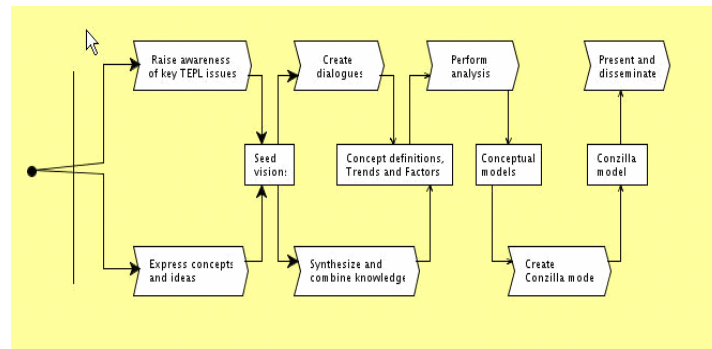 Raise awareness
of key TEPL issues
Create
dialogues
Perform
analysis
Present and
disseminate
Seed
visions
Concept definitions,
Trends and Factors
Conceptual
models
Conzilla
model
Express concepts
and ideas
Synthesize and
combine knowledge
Create
Conzilla mode